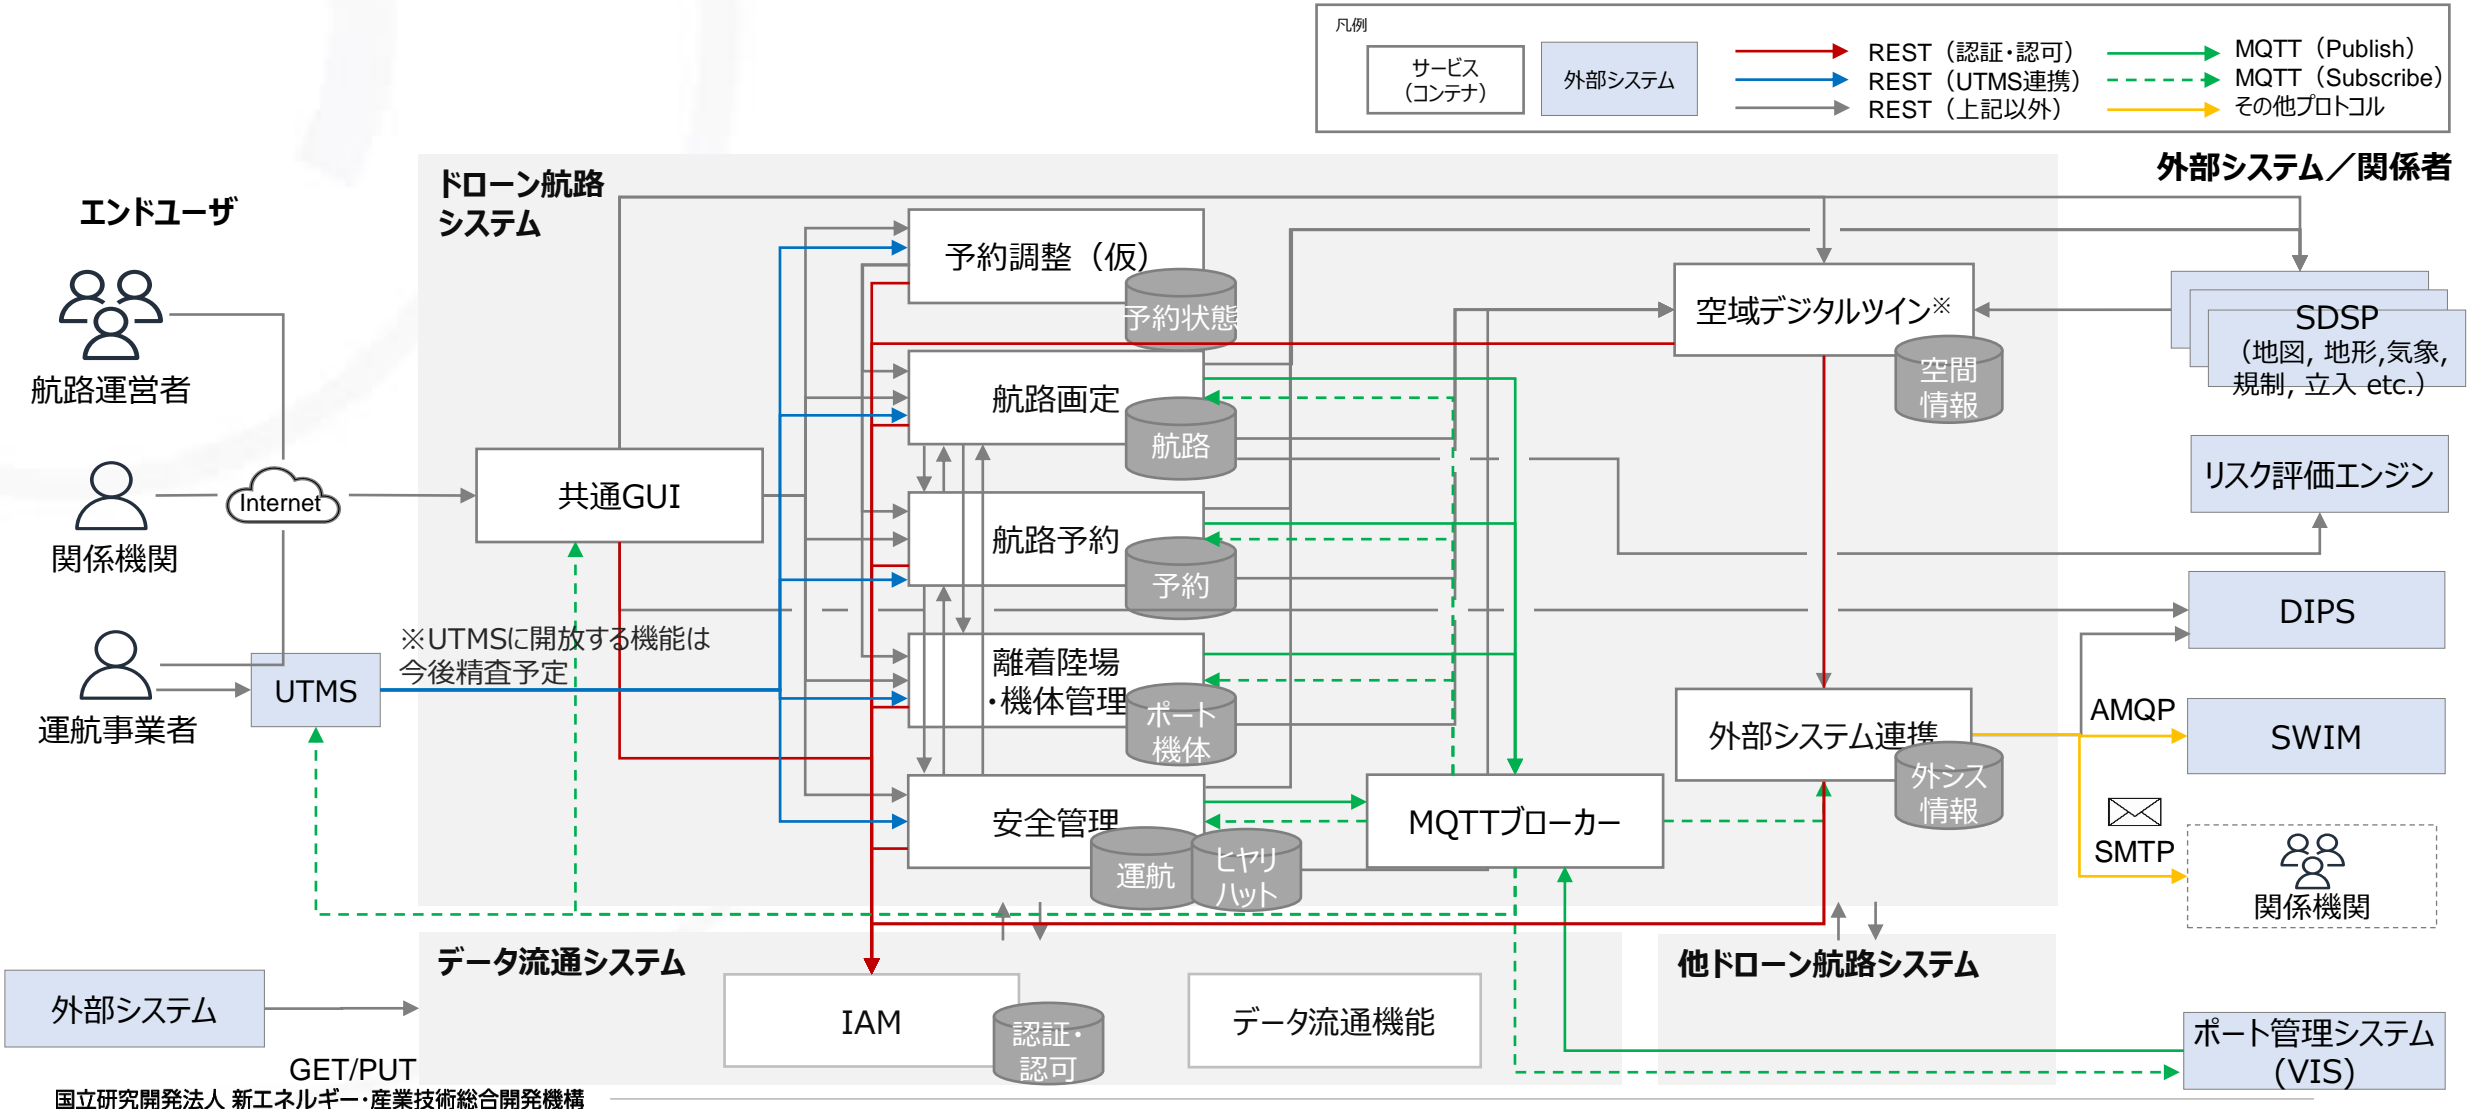 凡例
サービス
（コンテナ）
外部システム
REST（認証・認可）
REST（UTMS連携）
REST（上記以外）
MQTT（Publish）
MQTT（Subscribe）
その他プロトコル
エンドユーザ
ドローン航路
システム
外部システム／関係者
航路運営者
関係機関
運航事業者
Internet
UTMS
※UTMSに開放する機能は
今後精査予定
共通GUI
予約調整（仮）
予約状態
航路画定
航路
航路予約
予約
離着陸場
・機体管理
ポート
機体
安全管理
運航
ヒヤリ
ハット
MQTTブローカー
空域デジタルツイン※
空間
情報
外部システム連携
外シス
情報
SDSP
（地図, 地形,気象,
規制, 立入 etc.）
リスク評価エンジン
DIPS
AMQP
SWIM
SMTP
関係機関
データ流通システム
IAM
認証・
認可
データ流通機能
他ドローン航路システム
ポート管理システム
(VIS)
外部システム
GET/PUT
国立研究開発法人 新エネルギー・産業技術総合開発機構